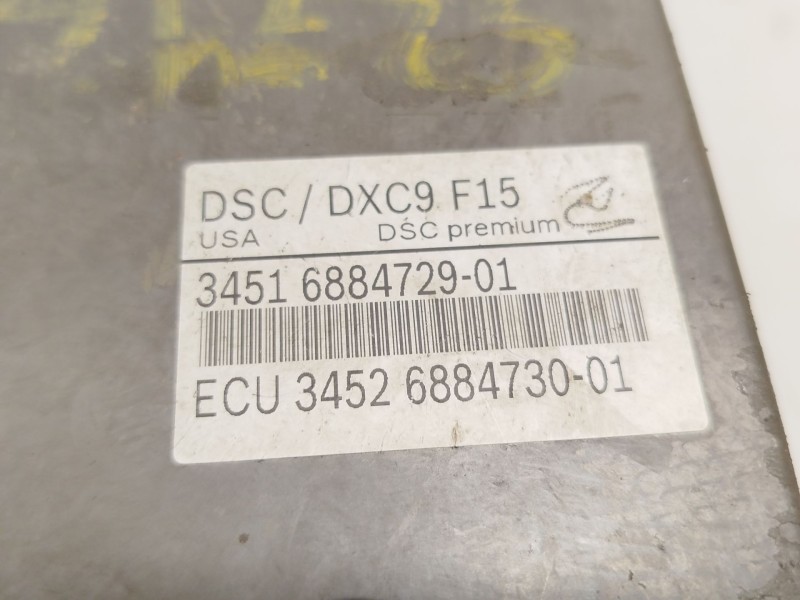 DSC / DXC9 F15
USA DSC premium
3451 6884729-01
ECU 3452 6884730-01